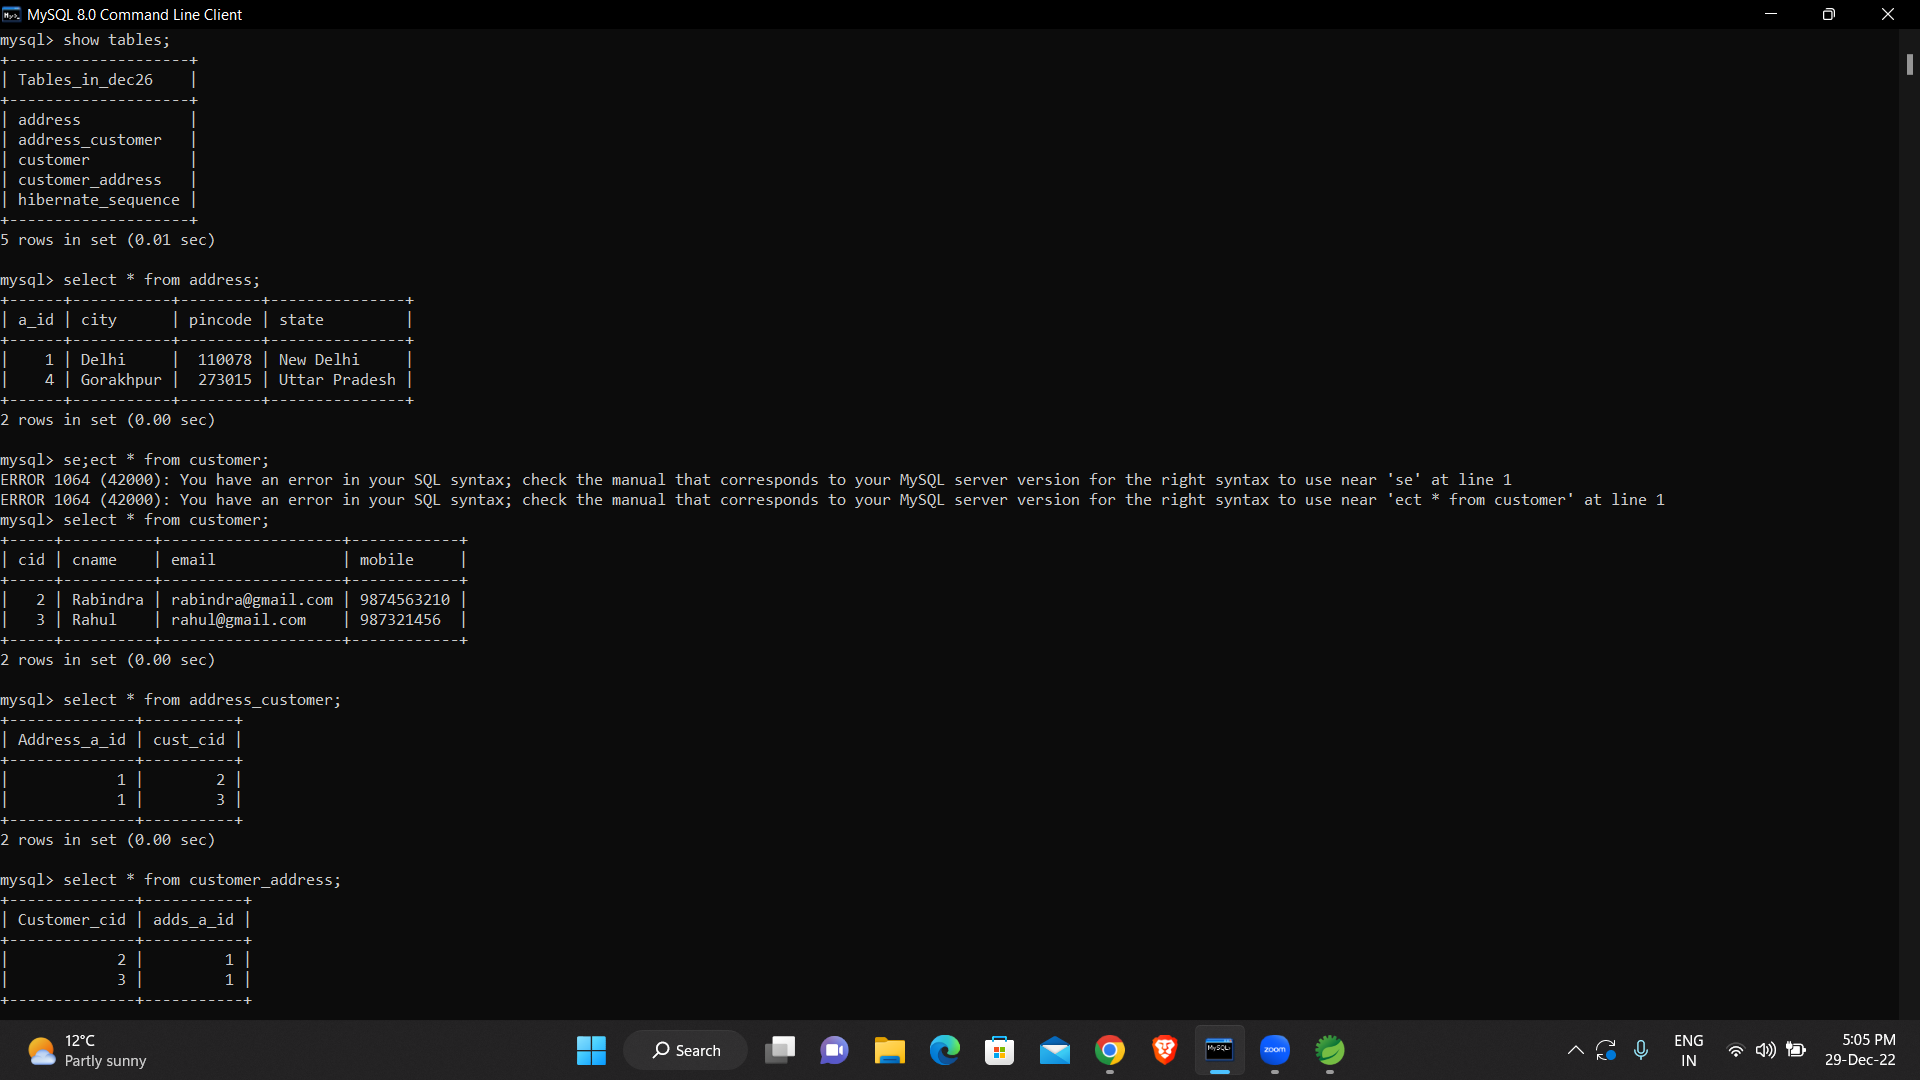 MySQL 8.0 Command Line Client
mysql> show tables;
+--------------------+
| Tables_in_dec26    |
+--------------------+
| address            |
| address_customer   |
| customer           |
| customer_address   |
| hibernate_sequence |
+--------------------+
5 rows in set (0.01 sec)
mysql> select * from address;
+------+-----------+---------+---------------+
| a_id | city      | pincode | state         |
+------+-----------+---------+---------------+
|    1 | Delhi     |  110078 | New Delhi     |
|    4 | Gorakhpur |  273015 | Uttar Pradesh |
+------+-----------+---------+---------------+
2 rows in set (0.00 sec)
mysql> se;ect * from customer;
ERROR 1064 (42000): You have an error in your SQL syntax; check the manual that corresponds to your MySQL server version for the right syntax to use near 'se' at line 1
ERROR 1064 (42000): You have an error in your SQL syntax; check the manual that corresponds to your MySQL server version for the right syntax to use near 'ect * from customer' at line 1
mysql> select * from customer;
+-----+----------+--------------------+------------+
| cid | cname    | email              | mobile     |
+-----+----------+--------------------+------------+
|   2 | Rabindra | rabindra@gmail.com | 9874563210 |
|   3 | Rahul    | rahul@gmail.com    | 987321456  |
+-----+----------+--------------------+------------+
2 rows in set (0.00 sec)
mysql> select * from address_customer;
+--------------+----------+
| Address_a_id | cust_cid |
+--------------+----------+
|            1 |        2 |
|            1 |        3 |
+--------------+----------+
2 rows in set (0.00 sec)
mysql> select * from customer_address;
+--------------+-----------+
| Customer_cid | adds_a_id |
+--------------+-----------+
|            2 |         1 |
|            3 |         1 |
+--------------+-----------+
12°C
Partly sunny
Search
MySQL
zoom
ENG
IN
5:05 PM
29-Dec-22